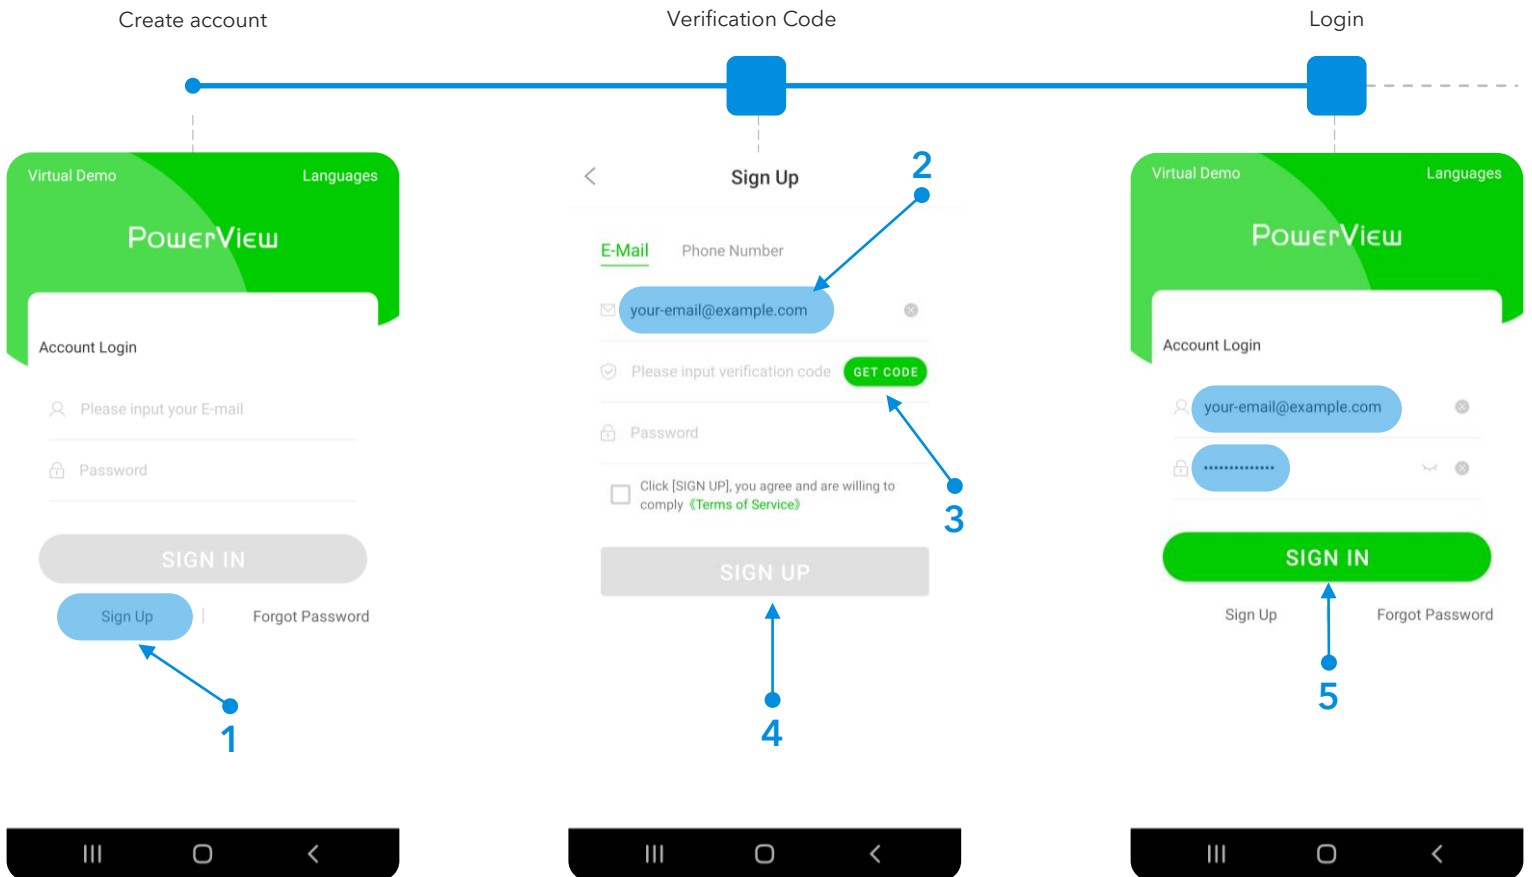 Create account
Verification Code
Login
Virtual Demo
Languages
PowerView
Account Login
Please input your E-mail
Password
SIGN IN
Sign Up
Forgot Password
1
Sign Up
2
E-Mail
Phone Number
your-email@example.com
Please input verification code
GET CODE
Password
Click [SIGN UP], you agree and are willing to
comply 《Terms of Service》
3
SIGN UP
4
Virtual Demo
Languages
PowerView
Account Login
your-email@example.com
••••••••••••••
SIGN IN
Sign Up
Forgot Password
5